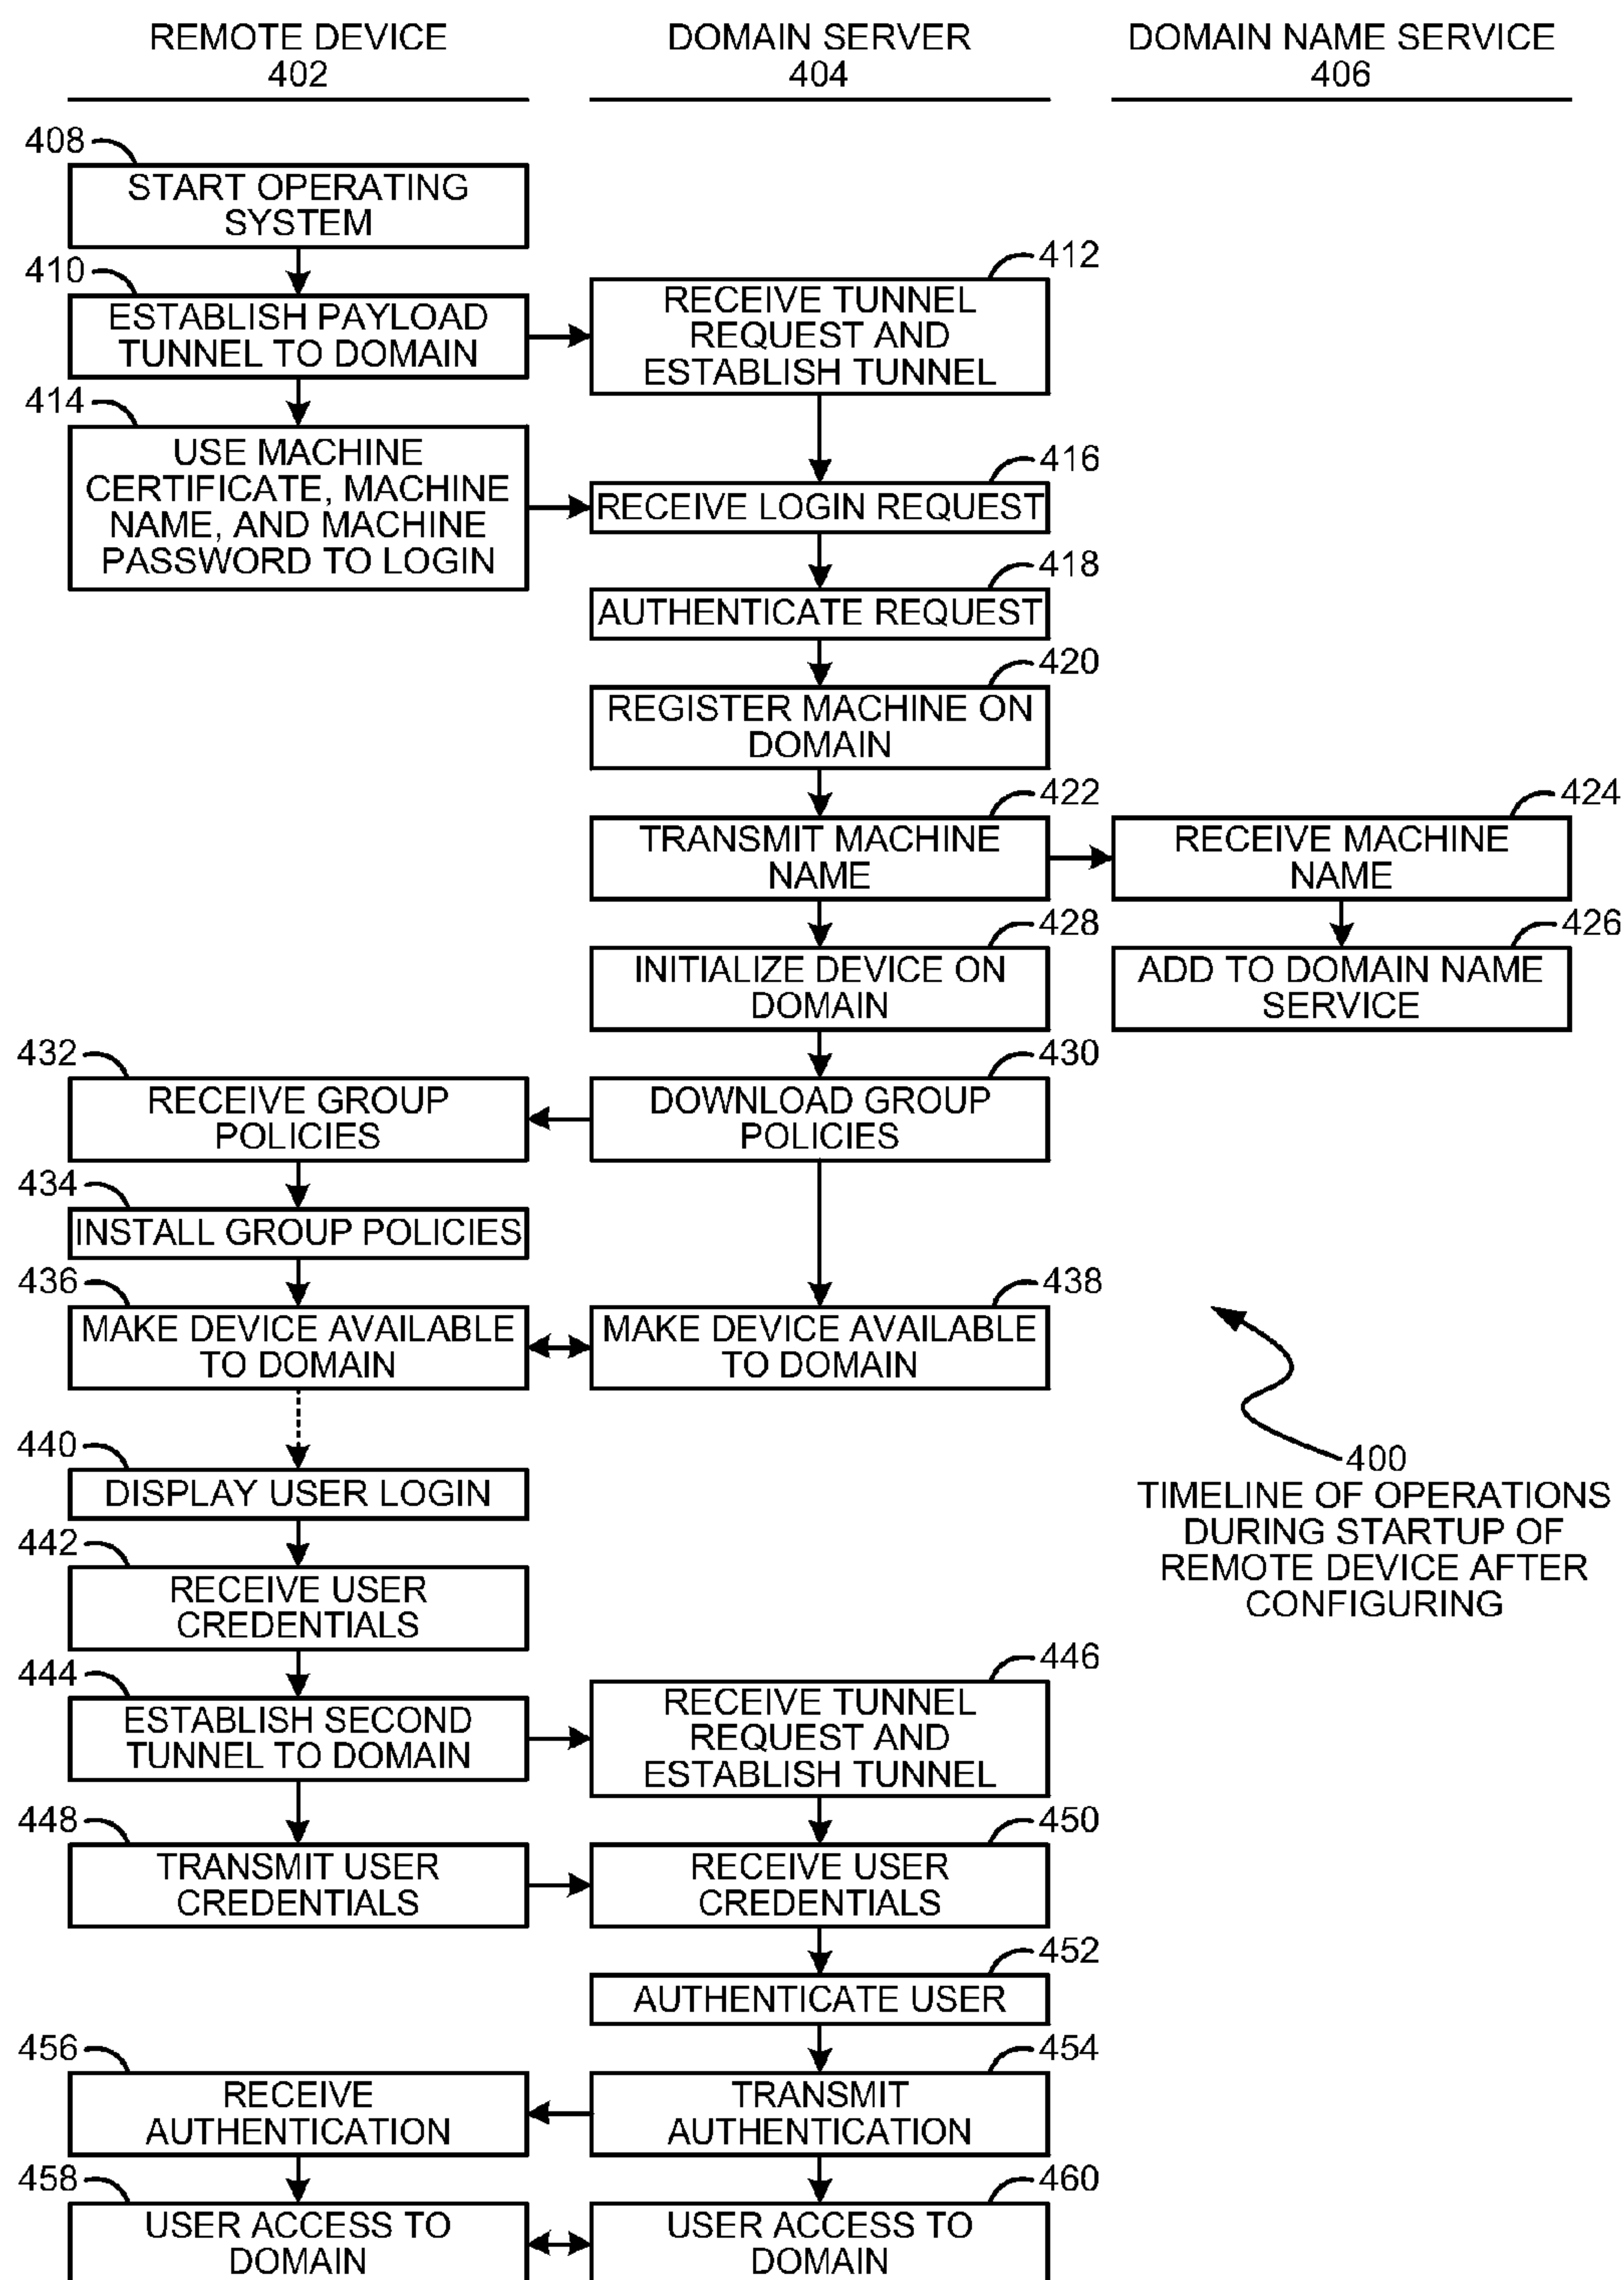 REMOTE DEVICE
402
DOMAIN SERVER
404
DOMAIN NAME SERVICE
406
408
START OPERATING
SYSTEM
410
ESTABLISH PAYLOAD
TUNNEL TO DOMAIN
412
RECEIVE TUNNEL
REQUEST AND
ESTABLISH TUNNEL
414
USE MACHINE
CERTIFICATE, MACHINE
NAME, AND MACHINE
PASSWORD TO LOGIN
416
RECEIVE LOGIN REQUEST
418
AUTHENTICATE REQUEST
420
REGISTER MACHINE ON
DOMAIN
422
TRANSMIT MACHINE
NAME
424
RECEIVE MACHINE
NAME
426
ADD TO DOMAIN NAME
SERVICE
428
INITIALIZE DEVICE ON
DOMAIN
430
DOWNLOAD GROUP
POLICIES
432
RECEIVE GROUP
POLICIES
434
INSTALL GROUP POLICIES
436
MAKE DEVICE AVAILABLE
TO DOMAIN
438
MAKE DEVICE AVAILABLE
TO DOMAIN
400
TIMELINE OF OPERATIONS
DURING STARTUP OF
REMOTE DEVICE AFTER
CONFIGURING
440
DISPLAY USER LOGIN
442
RECEIVE USER
CREDENTIALS
444
ESTABLISH SECOND
TUNNEL TO DOMAIN
446
RECEIVE TUNNEL
REQUEST AND
ESTABLISH TUNNEL
448
TRANSMIT USER
CREDENTIALS
450
RECEIVE USER
CREDENTIALS
452
AUTHENTICATE USER
454
TRANSMIT
AUTHENTICATION
456
RECEIVE
AUTHENTICATION
458
USER ACCESS TO
DOMAIN
460
USER ACCESS TO
DOMAIN